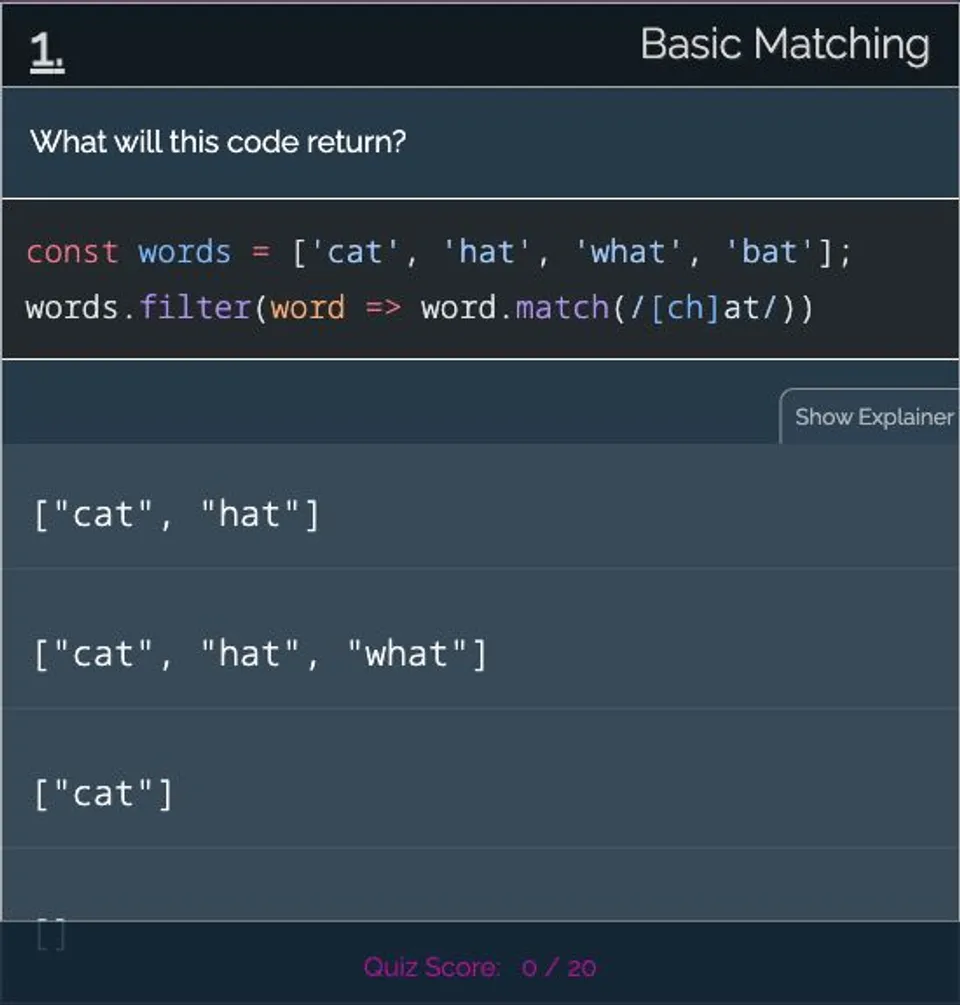 1.
Basic Matching
What will this code return?
const words = ['cat', 'hat', 'what', 'bat'];
words.filter(word => word.match(/[ch]at/))
Show Explainer
["cat", "hat"]
["cat", "hat", "what"]
["cat"]
[]
Quiz Score: 0 / 20